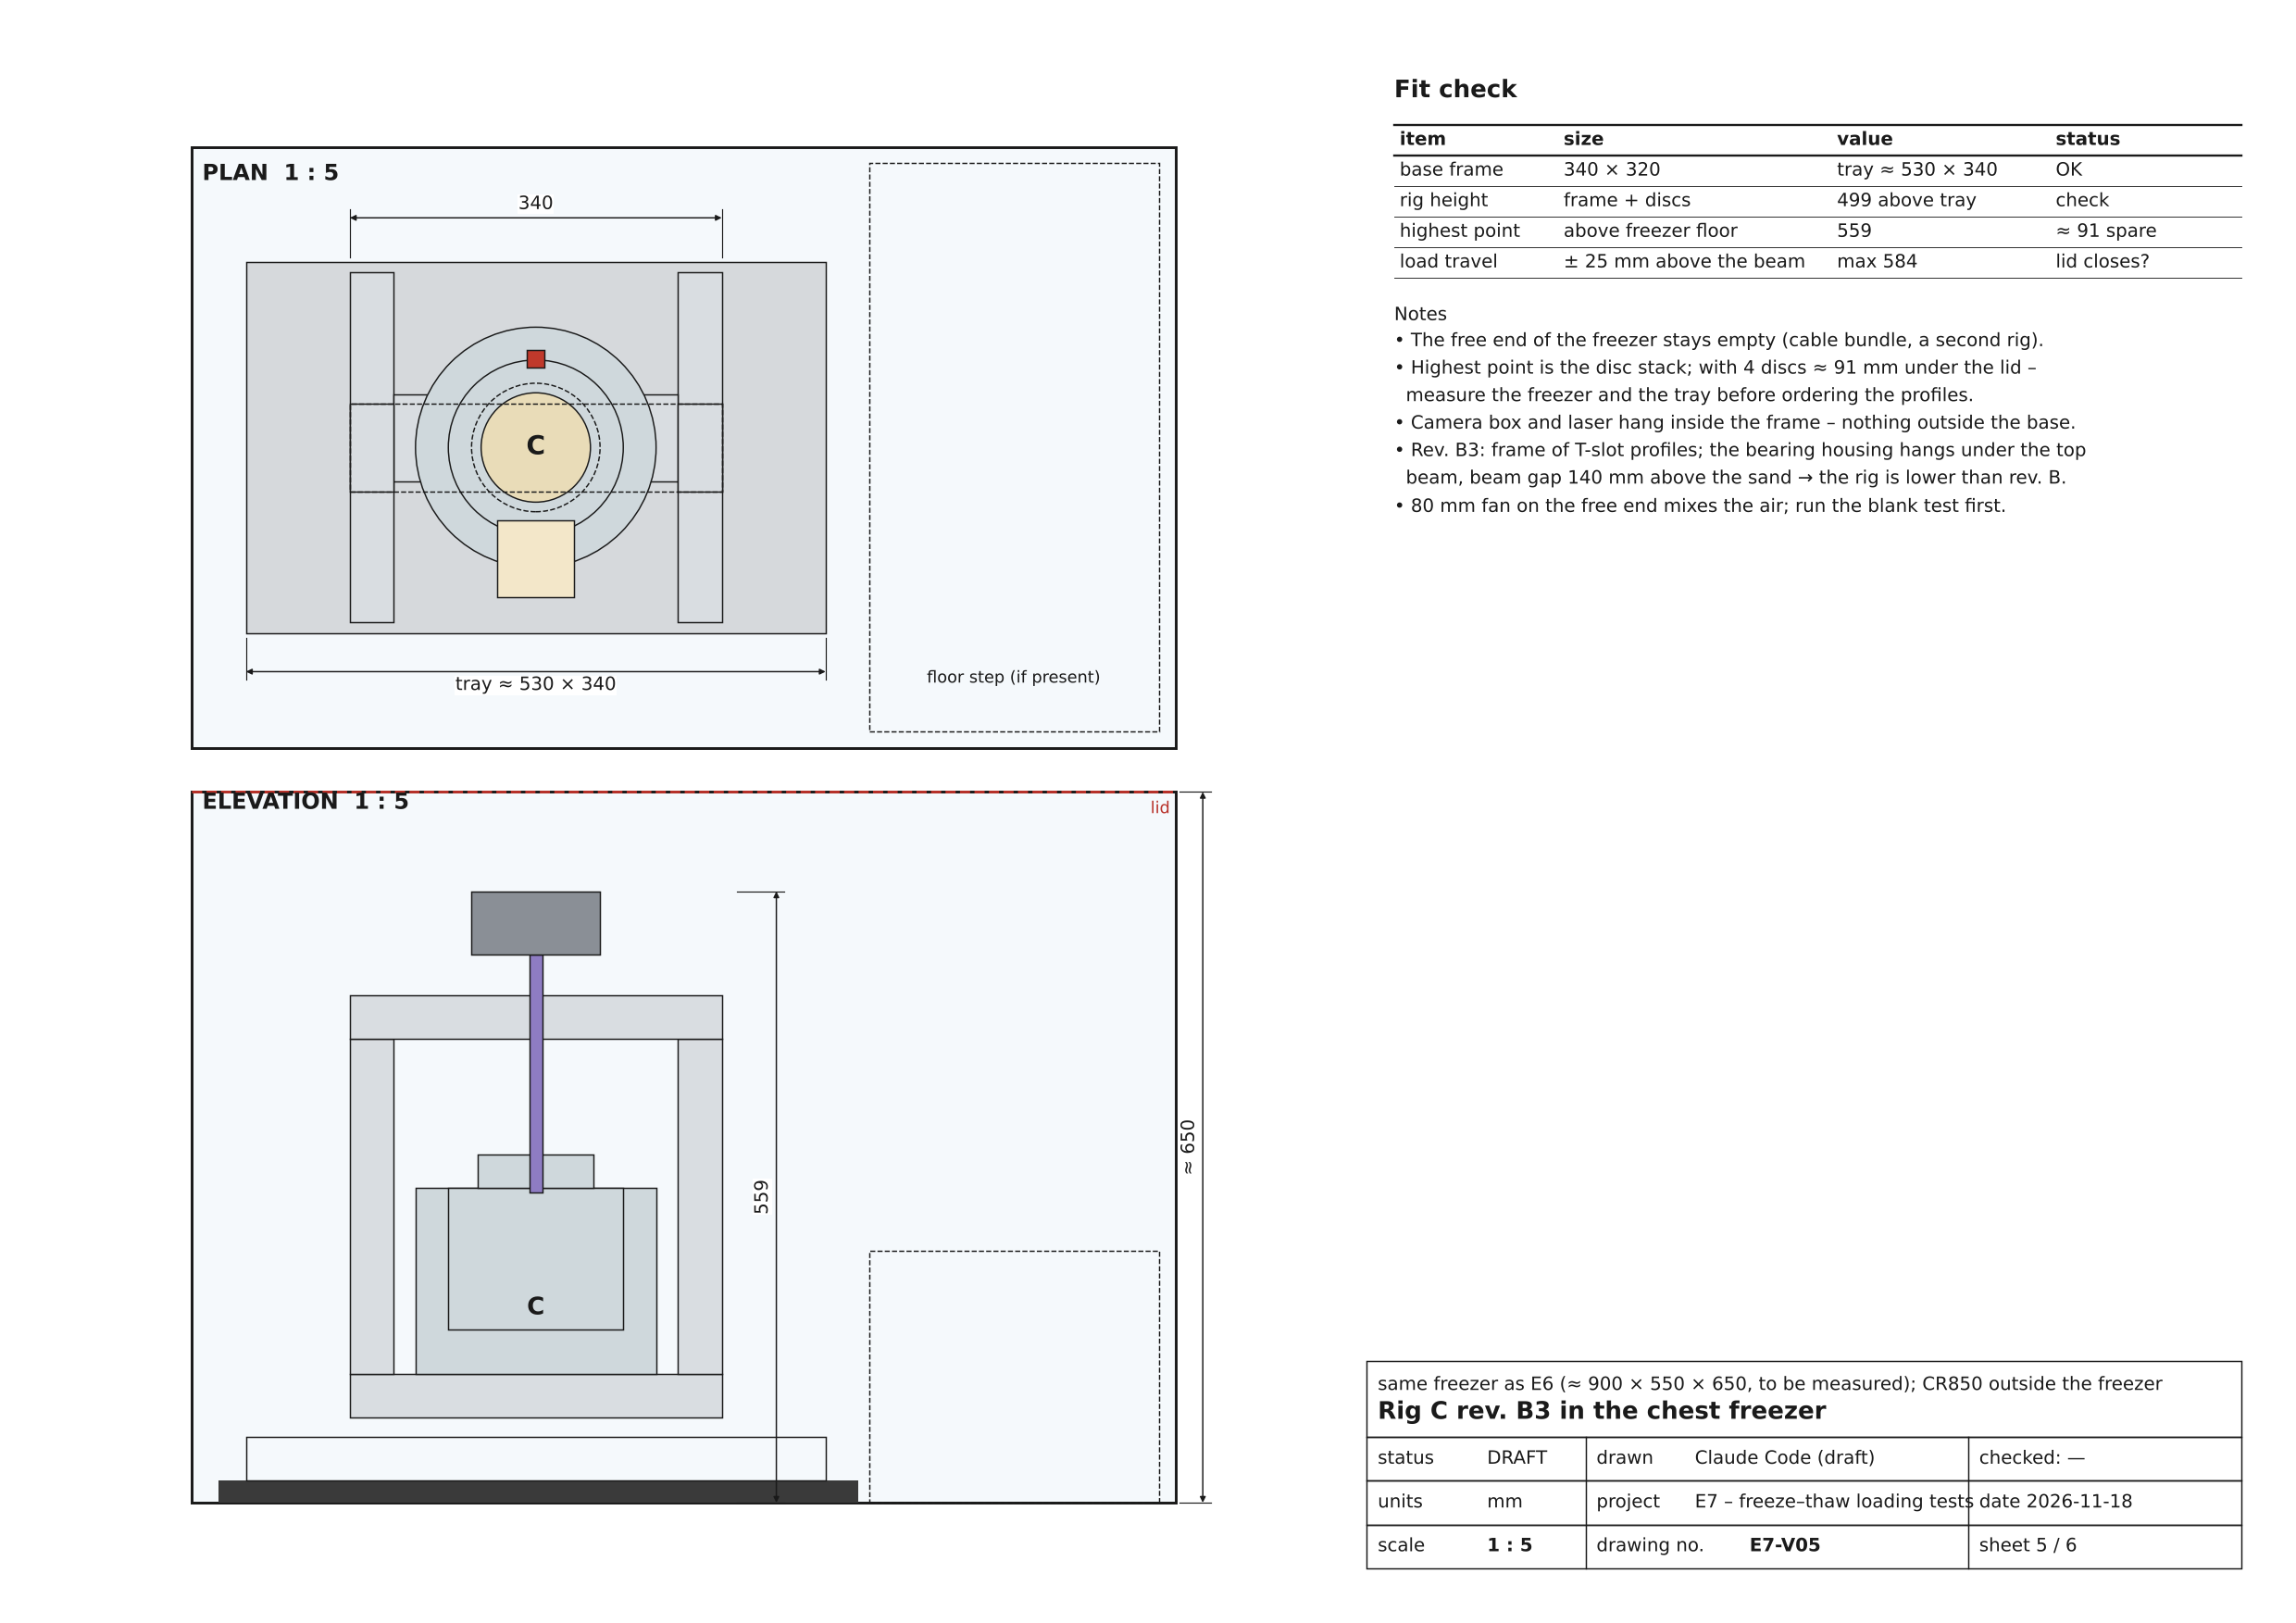 PLAN 1 : 5
340
C
tray ≈ 530 × 340
floor step (if present)
ELEVATION 1 : 5
lid
559
≈ 650
C
Fit check
item size value status
base frame 340 × 320 tray ≈ 530 × 340 OK
rig height frame + discs 499 above tray check
highest point above freezer floor 559 ≈ 91 spare
load travel ± 25 mm above the beam max 584 lid closes?
Notes
• The free end of the freezer stays empty (cable bundle, a second rig).
• Highest point is the disc stack; with 4 discs ≈ 91 mm under the lid –
measure the freezer and the tray before ordering the profiles.
• Camera box and laser hang inside the frame – nothing outside the base.
• Rev. B3: frame of T-slot profiles; the bearing housing hangs under the top
beam, beam gap 140 mm above the sand → the rig is lower than rev. B.
• 80 mm fan on the free end mixes the air; run the blank test first.
same freezer as E6 (≈ 900 × 550 × 650, to be measured); CR850 outside the freezer
Rig C rev. B3 in the chest freezer
status DRAFT drawn Claude Code (draft) checked: —
units mm project E7 – freeze–thaw loading tests date 2026-11-18
scale 1 : 5 drawing no. E7-V05 sheet 5 / 6